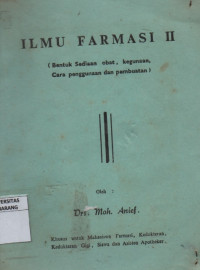 ILMU FARMASI II
( Bentuk Sediaan obat, kegunaan,
Cara penggunaan dan pembuatan )
Oleh :
Drs. Moh. Anief.
Khusus untuk Mahasiswa Farmasi, Kedokteran,
Kedokteran Gigi, Siswa dan Asisten Apoteker.